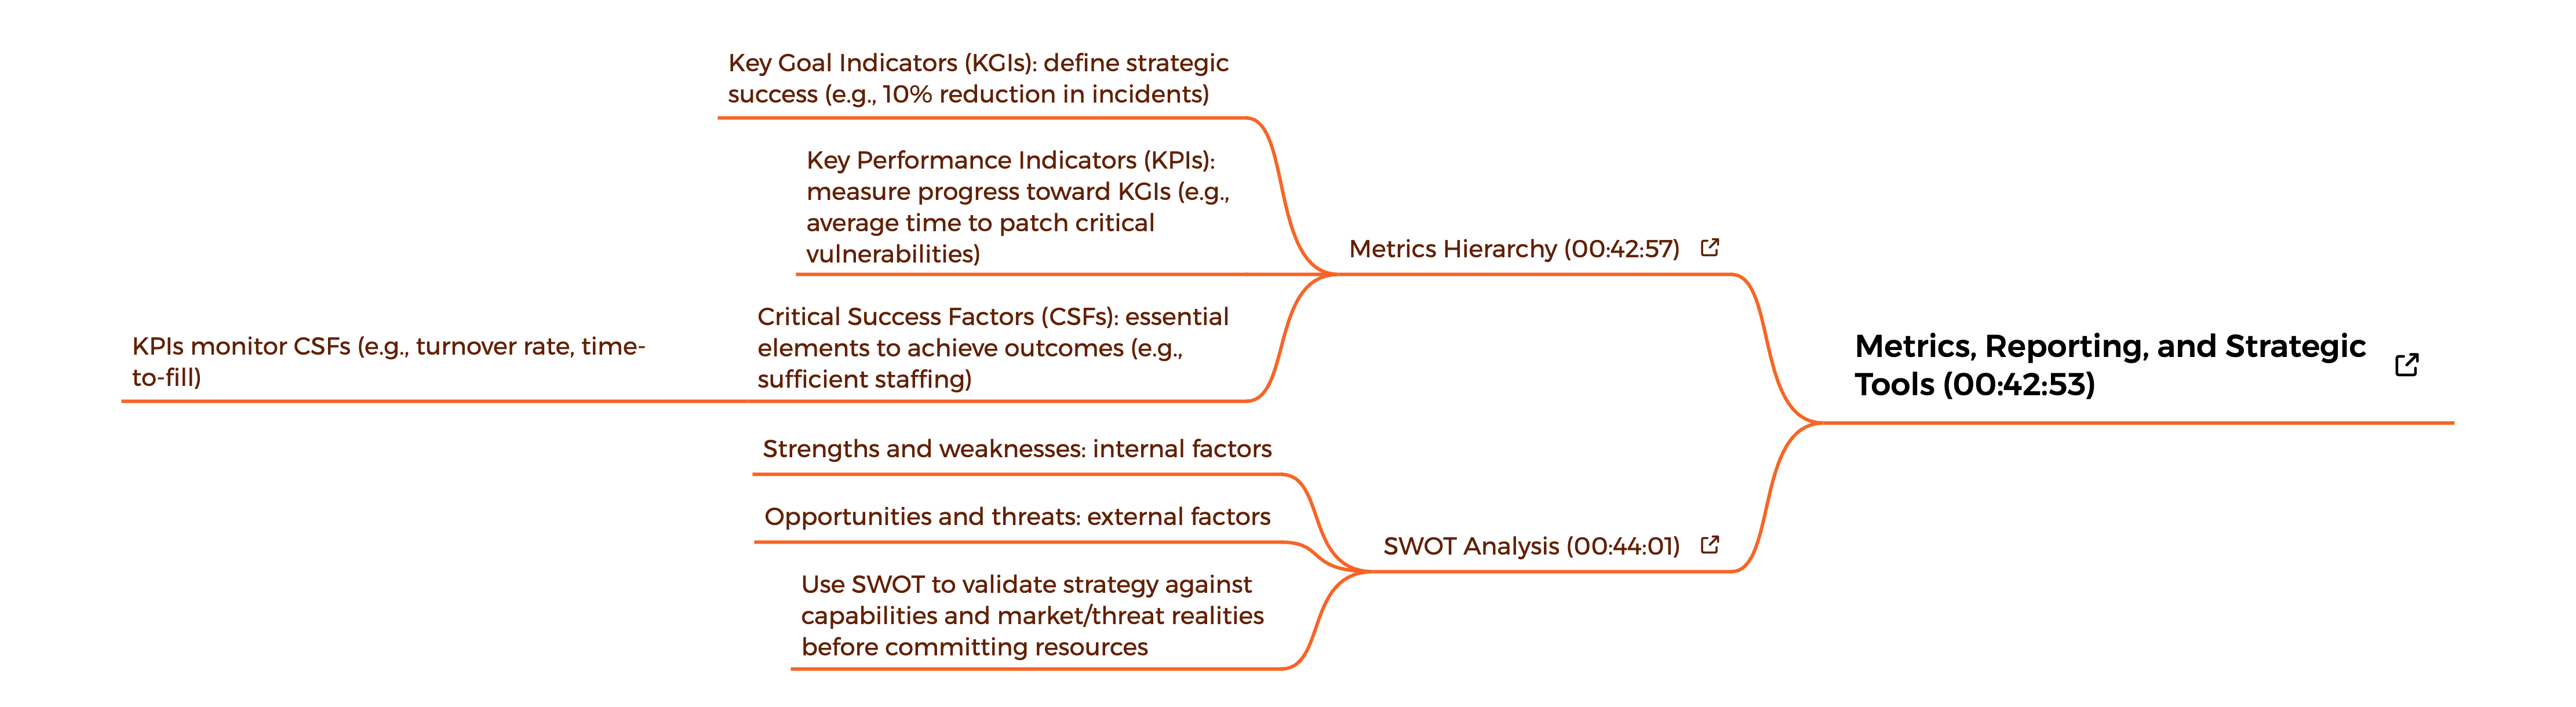 Key Goal Indicators (KGIs): define strategic
success (e.g., 10% reduction in incidents)
Key Performance Indicators (KPIs):
measure progress toward KGIs (e.g.,
average time to patch critical
vulnerabilities)
Metrics Hierarchy (00:42:57)
Critical Success Factors (CSFs): essential
elements to achieve outcomes (e.g.,
sufficient staffing)
KPIs monitor CSFs (e.g., turnover rate, time-
to-fill)
Metrics, Reporting, and Strategic
Tools (00:42:53)
Strengths and weaknesses: internal factors
Opportunities and threats: external factors
SWOT Analysis (00:44:01)
Use SWOT to validate strategy against
capabilities and market/threat realities
before committing resources